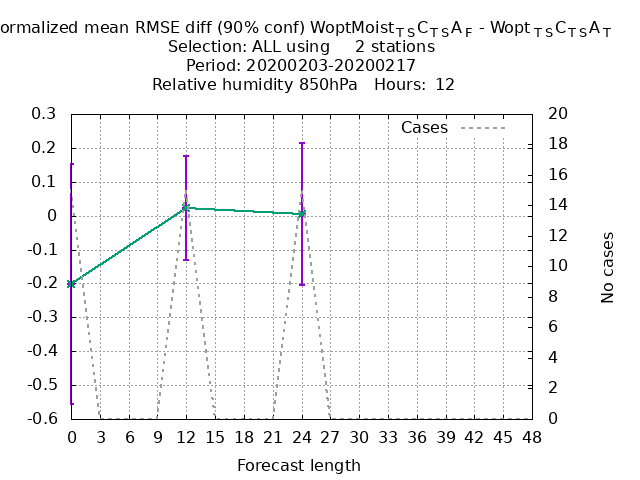 ormalized mean RMSE diff (90% conf) WoptMoist_TSC_TSA_F - Wopt_TSC_TSA_T
Selection: ALL using 2 stations
Period: 20200203-20200217
Relative humidity 850hPa Hours: 12
0.3
0.2
0.1
0
-0.1
-0.2
-0.3
-0.4
-0.5
-0.6
Cases
20
18
16
14
12
10
8
6
4
2
0
No cases
0 3 6 9 12 15 18 21 24 27 30 33 36 39 42 45 48
Forecast length